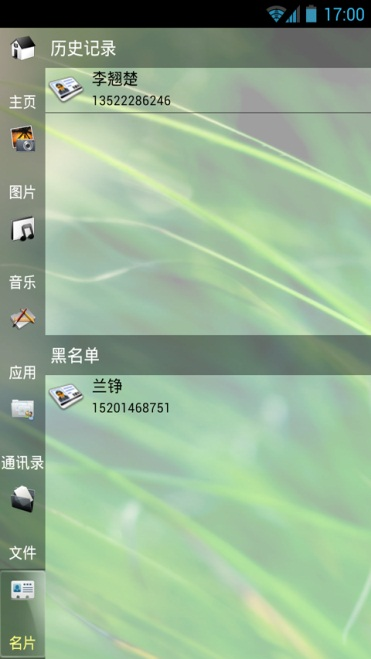 17:00
历史记录
李翘楚
13522286246
主页
图片
音乐
黑名单
兰铮
15201468751
应用
通讯录
文件
名片